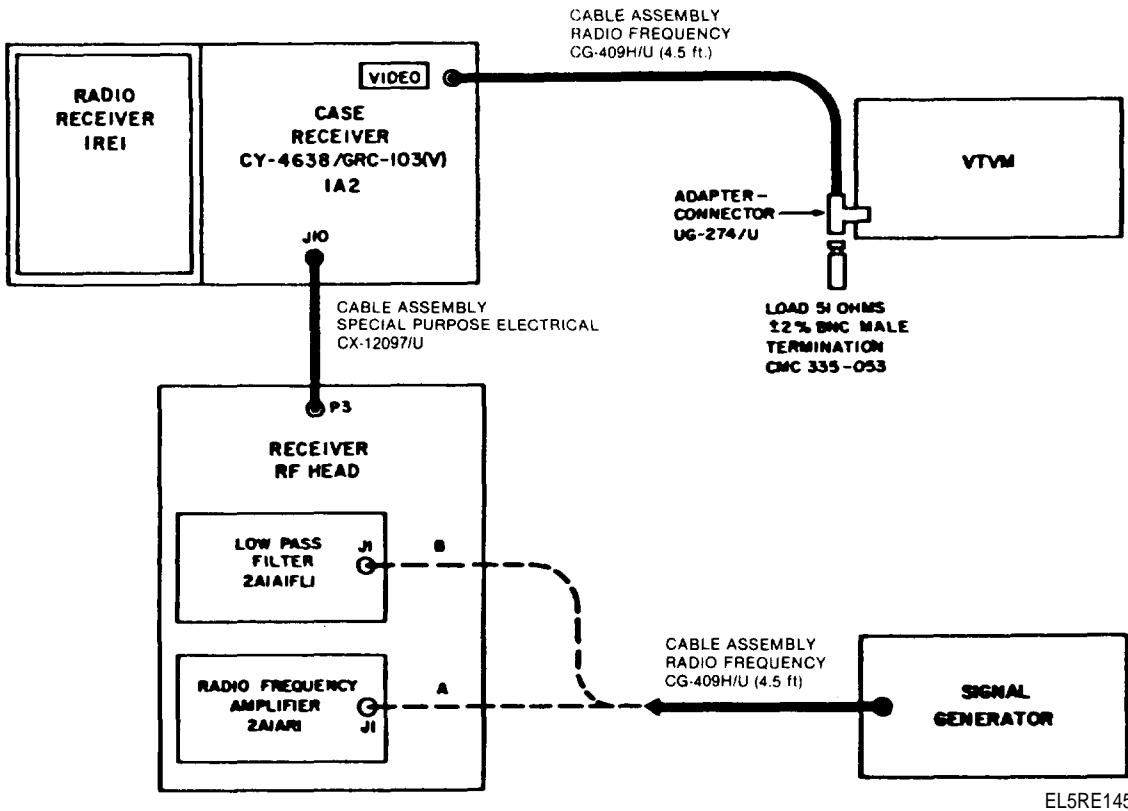 CABLE ASSEMBLY
RADIO FREQUENCY
CG-409H/U (4.5 ft.)
RADIO
RECEIVER
1RE1
VIDEO
CASE
RECEIVER
CY-4638/GRC-103(V)
1A2
J10
VTVM
ADAPTER-
CONNECTOR
UG-274/U
LOAD 51 OHMS
±2% BNC MALE
TERMINATION
CMC 335-053
CABLE ASSEMBLY
SPECIAL PURPOSE ELECTRICAL
CX-12097/U
P3
RECEIVER
RF HEAD
LOW PASS
FILTER
2A1A1FL1
J1
B
RADIO FREQUENCY
AMPLIFIER
2A1AR1
J1
A
CABLE ASSEMBLY
RADIO FREQUENCY
CG-409H/U (4.5 ft)
SIGNAL
GENERATOR
EL5RE145